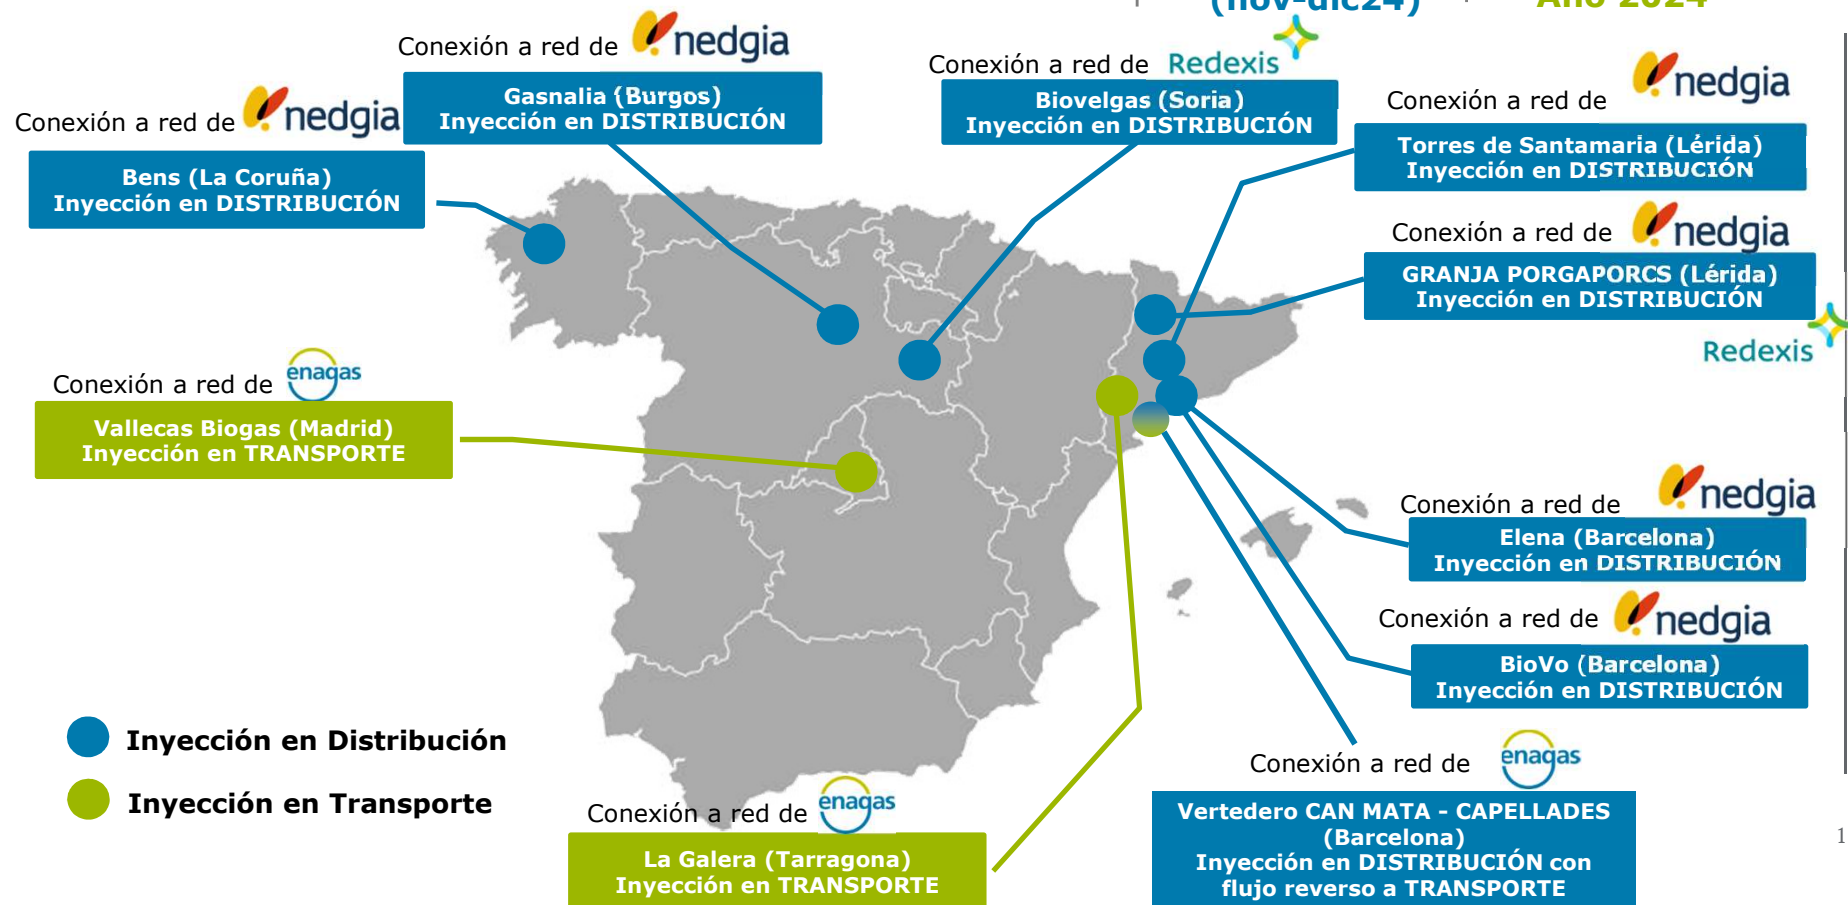 (nov-dic24)
Año 2024
Conexión a red de nedgia
Gasnalia (Burgos)
Inyección en DISTRIBUCIÓN
Conexión a red de Redexis
Biovelgas (Soria)
Inyección en DISTRIBUCIÓN
Conexión a red de nedgia
Torres de Santamaria (Lérida)
Inyección en DISTRIBUCIÓN
Conexión a red de nedgia
Bens (La Coruña)
Inyección en DISTRIBUCIÓN
Conexión a red de nedgia
GRANJA PORGAPORCS (Lérida)
Inyección en DISTRIBUCIÓN
Redexis
Conexión a red de enagas
Vallecas Biogas (Madrid)
Inyección en TRANSPORTE
Conexión a red de nedgia
Elena (Barcelona)
Inyección en DISTRIBUCIÓN
Conexión a red de nedgia
BioVo (Barcelona)
Inyección en DISTRIBUCIÓN
Inyección en Distribución
Inyección en Transporte
Conexión a red de enagas
La Galera (Tarragona)
Inyección en TRANSPORTE
Conexión a red de enagas
Vertedero CAN MATA - CAPELLADES
(Barcelona)
Inyección en DISTRIBUCIÓN con
flujo reverso a TRANSPORTE
1